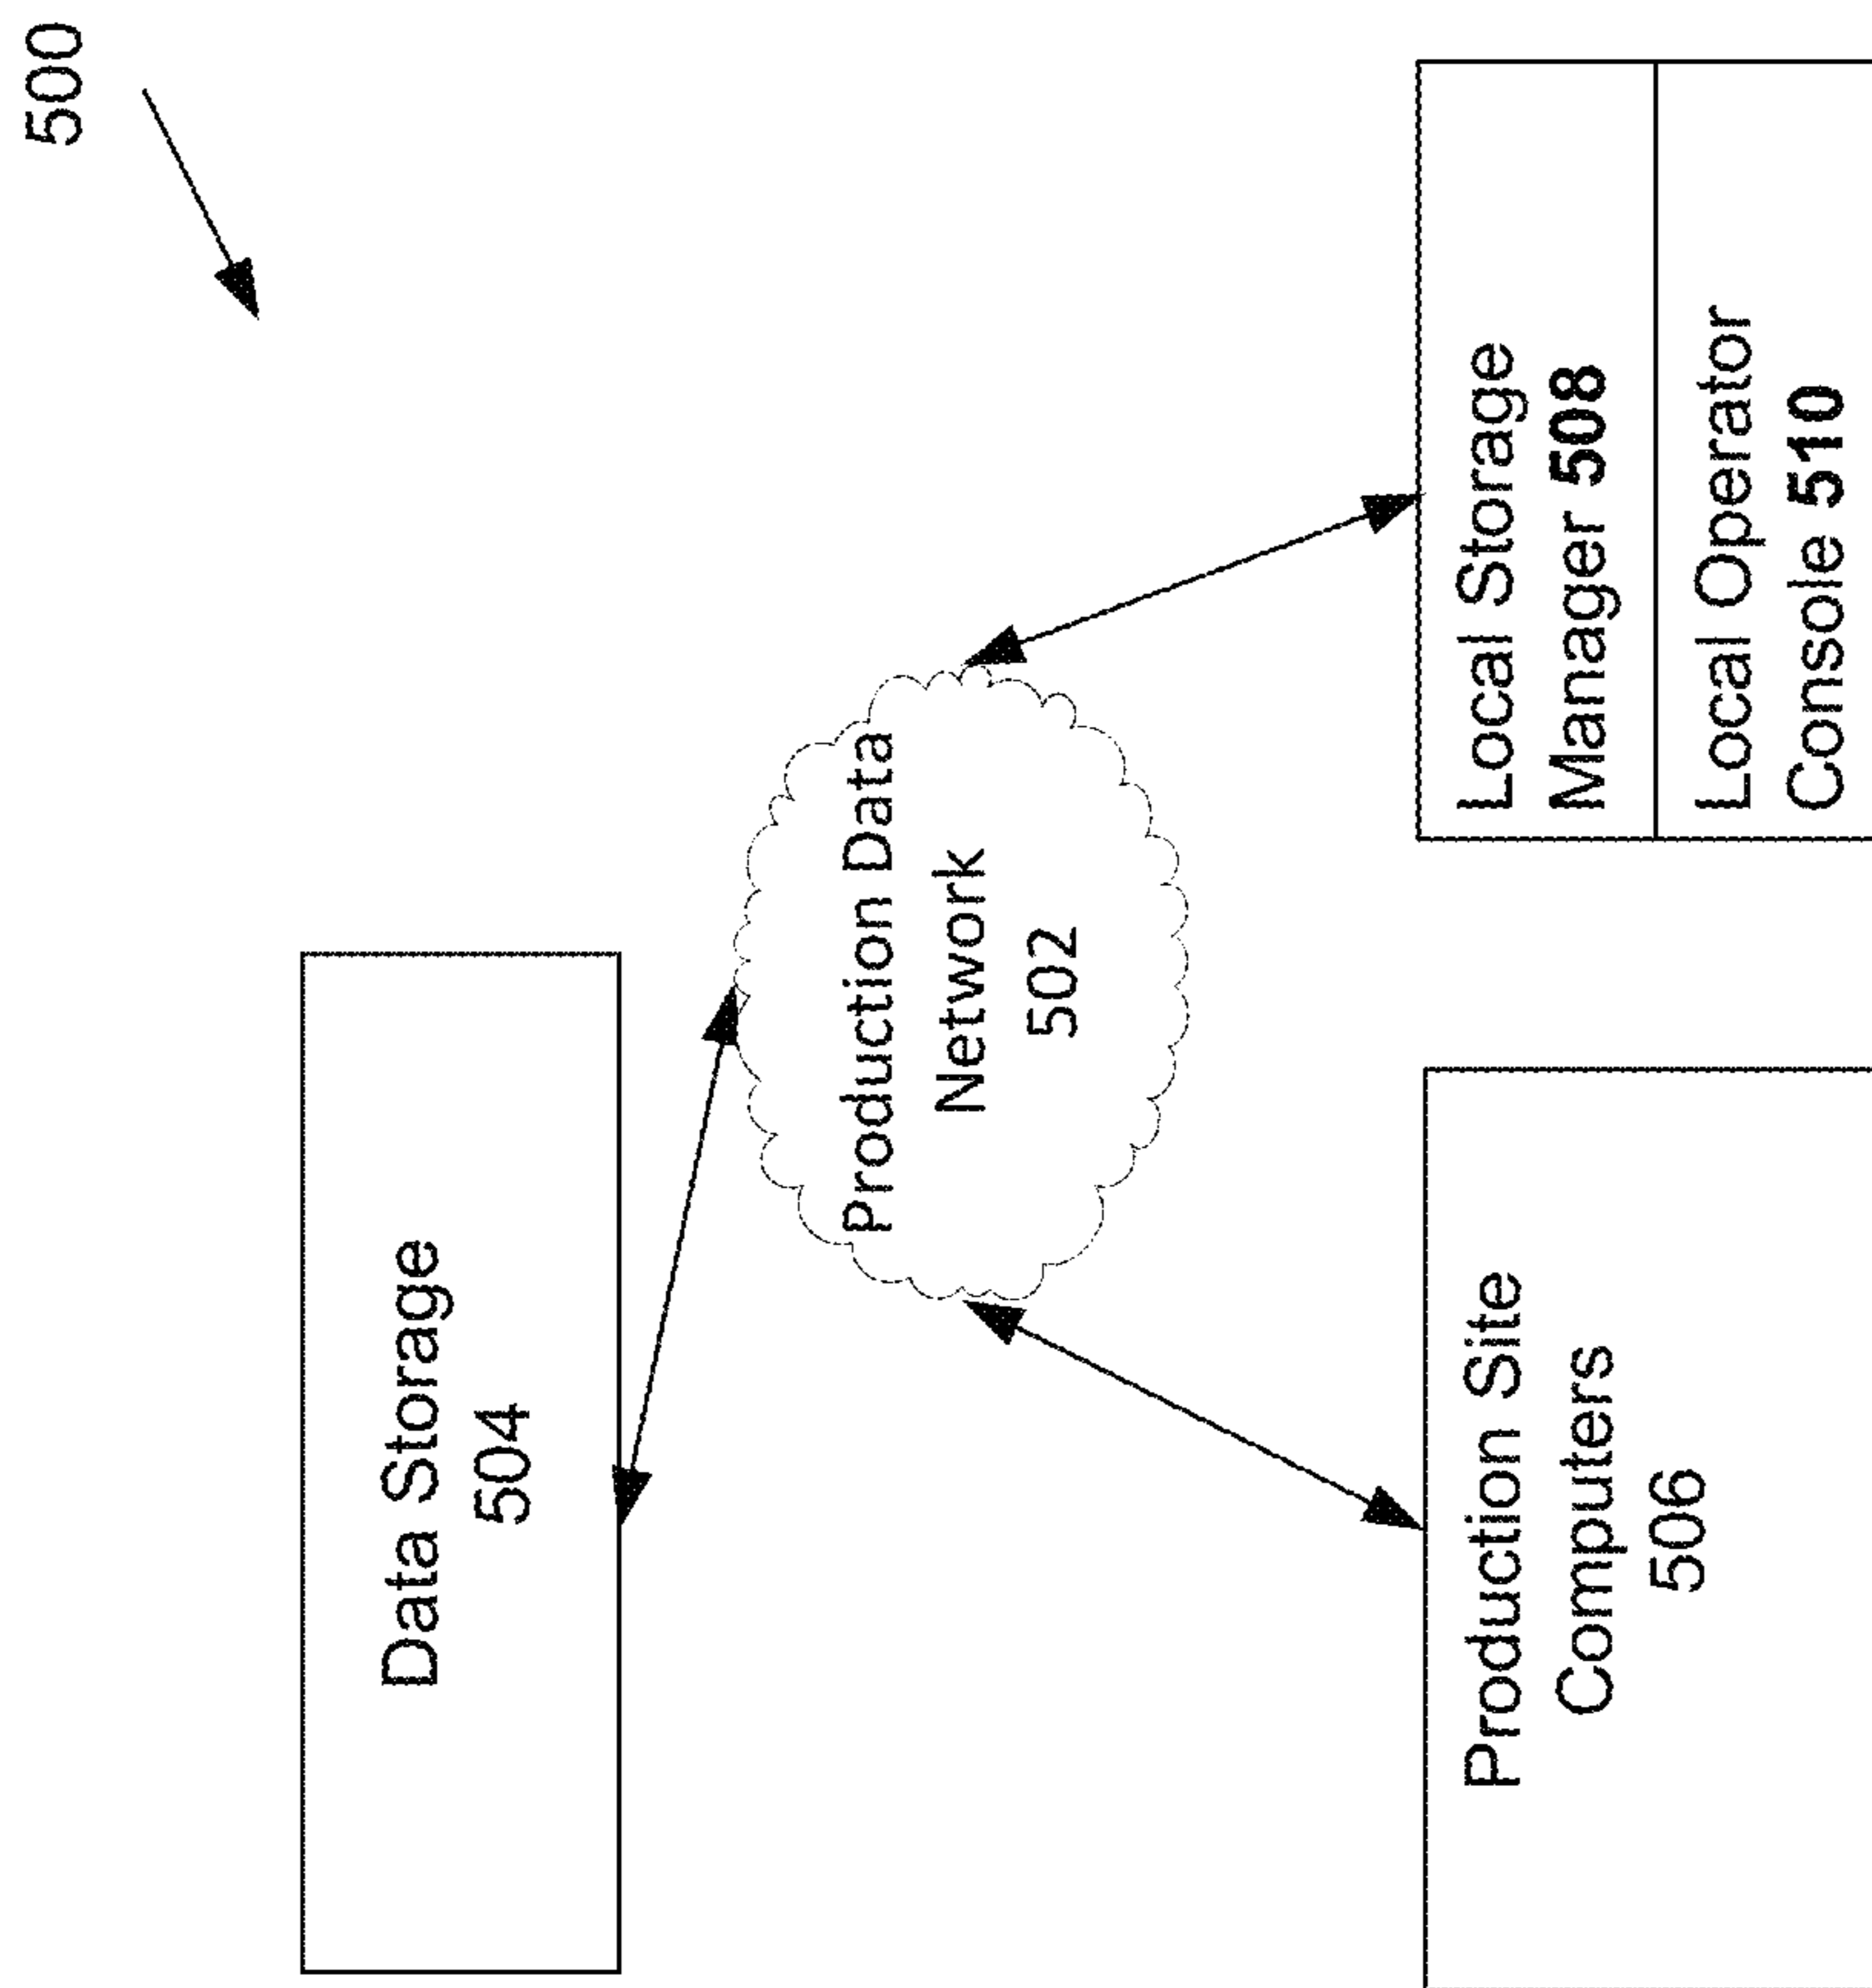 500
Data Storage
504
Production Data
Network
502
Production Site
Computers
506
Local Storage
Manager 508
Local Operator
Console 510